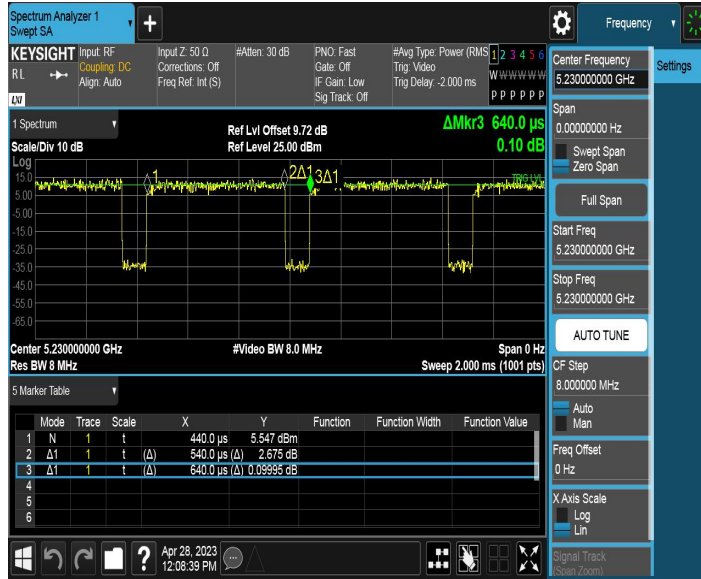 Spectrum Analyzer 1
Swept SA
Frequency
KEYSIGHT
RL
LXI
Input: RF
Coupling: DC
Align: Auto
Input Z: 50 Ω
Corrections: Off
Freq Ref: Int (S)
#Atten: 30 dB
PNO: Fast
Gate: Off
IF Gain: Low
Sig Track: Off
#Avg Type: Power (RMS
Trig: Video
Trig Delay: -2.000 ms
1 2 3 4 5 6
W W W W W W
P P P P P P
1 Spectrum
Scale/Div 10 dB
Ref Lvl Offset 9.72 dB
Ref Level 25.00 dBm
ΔMkr3 640.0 µs
0.10 dB
Log
15.0
5.00
-5.00
-15.0
-25.0
-35.0
-45.0
-55.0
-65.0
1
2Δ1
3Δ1
TRIG LVL
Center 5.230000000 GHz
#Video BW 8.0 MHz
Span 0 Hz
Res BW 8 MHz
Sweep 2.000 ms (1001 pts)
5 Marker Table
Mode Trace Scale X Y Function Function Width Function Value
1 N 1 t 440.0 µs 5.547 dBm
2 Δ1 1 t (Δ) 540.0 µs (Δ) 2.675 dB
3 Δ1 1 t (Δ) 640.0 µs (Δ) 0.09995 dB
4
5
6
Apr 28, 2023
12:08:39 PM
Center Frequency
5.230000000 GHz
Settings
Span
0.00000000 Hz
Swept Span
Zero Span
Full Span
Start Freq
5.230000000 GHz
Stop Freq
5.230000000 GHz
AUTO TUNE
CF Step
8.000000 MHz
Auto
Man
Freq Offset
0 Hz
X Axis Scale
Log
Lin
Signal Track
(Span Zoom)